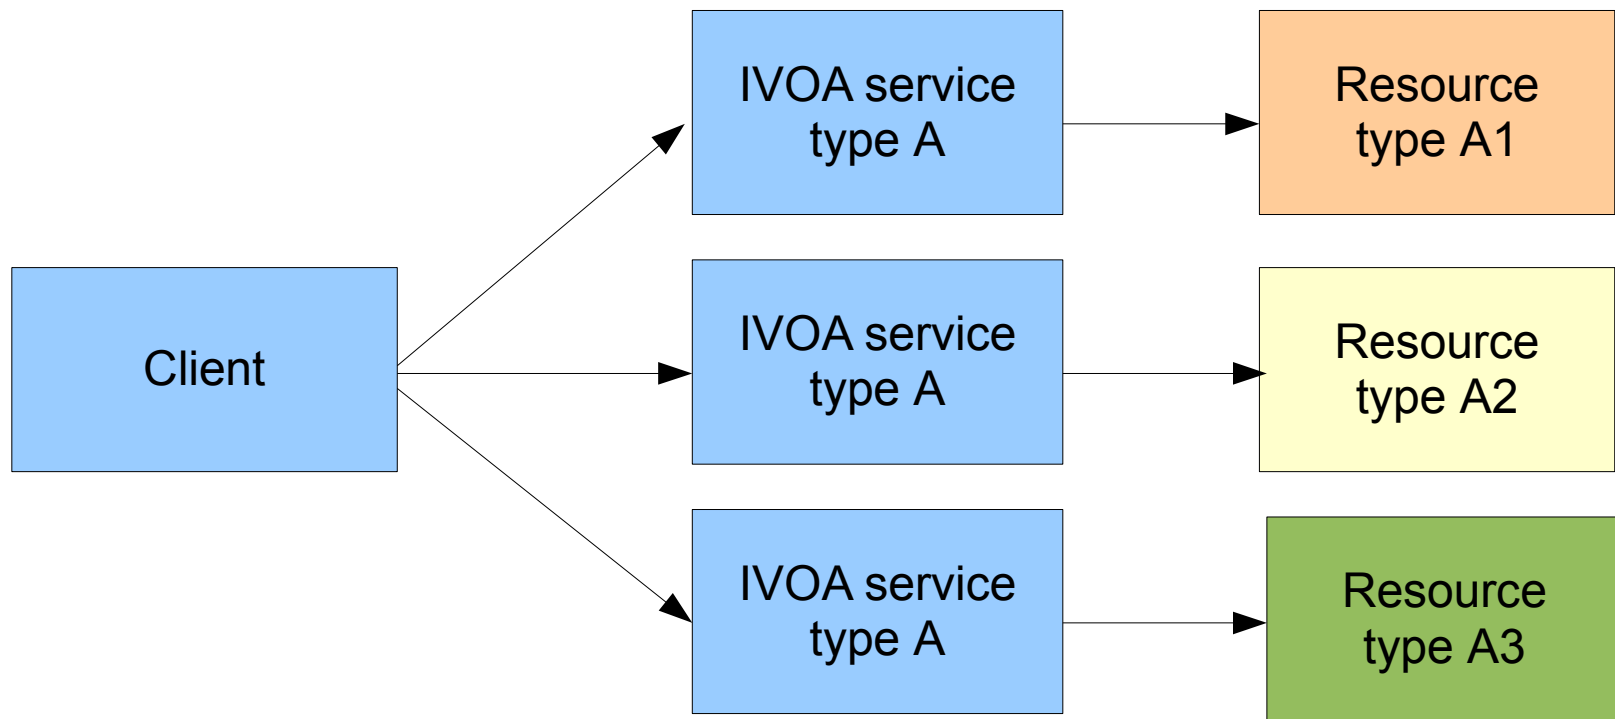 IVOA service
type A
Resource
type A1
Client
IVOA service
type A
Resource
type A2
IVOA service
type A
Resource
type A3